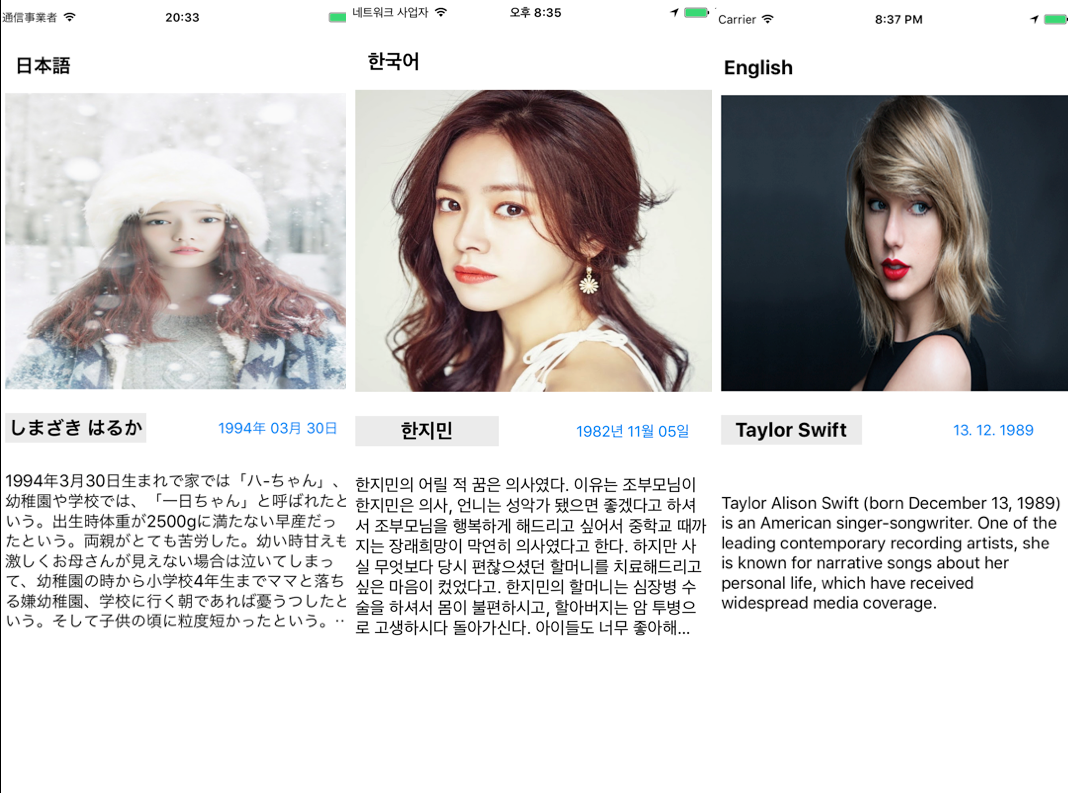 通信事業者 20:33
日本語
しまざき はるか 1994年 03月 30日
1994年3月30日生まれで家では「ハ-ちゃん」、
幼稚園や学校では、「一日ちゃん」と呼ばれたと
いう。出生時体重が2500gに満たない早産だっ
たという。両親がとても苦労した。幼い時甘えも
激しくお母さんが見えない場合は泣いてしまっ
て、幼稚園の時から小学校4年生までママと落ち
る嫌幼稚園、学校に行く朝であれば憂うつしたと
いう。そして子供の頃に粒度短かったという。…
네트워크 사업자 오후 8:35
한국어
한지민 1982년 11월 05일
한지민의 어릴 적 꿈은 의사였다. 이유는 조부모님이
한지민은 의사, 언니는 성악가 됐으면 좋겠다고 하셔
서 조부모님을 행복하게 해드리고 싶어서 중학교 때까
지는 장래희망이 막연히 의사였다고 한다. 하지만 사
실 무엇보다 당시 편찮으셨던 할머니를 치료해드리고
싶은 마음이 컸었다고. 한지민의 할머니는 심장병 수
술을 하셔서 몸이 불편하시고, 할아버지는 암 투병으
로 고생하시다 돌아가신다. 아이들도 너무 좋아해...
Carrier 8:37 PM
English
Taylor Swift 13. 12. 1989
Taylor Alison Swift (born December 13, 1989)
is an American singer-songwriter. One of the
leading contemporary recording artists, she
is known for narrative songs about her
personal life, which have received
widespread media coverage.